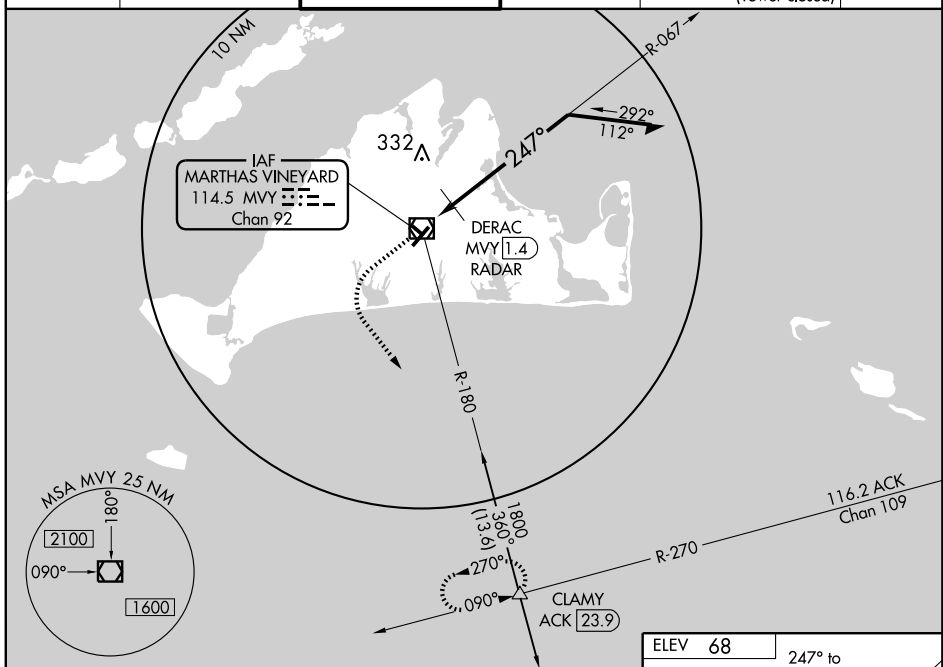 (Tower closed)
10 NM
R-067
292°
112°
247°
332
IAF
MARTHAS VINEYARD
114.5 MVY
Chan 92
DERAC
MVY 1.4
RADAR
R-180
MSA MVY 25 NM
180°
2100
090°
1600
1800
360°
(13.6)
116.2 ACK
Chan 109
R-270
270°
090°
CLAMY
ACK 23.9
ELEV 68
247° to